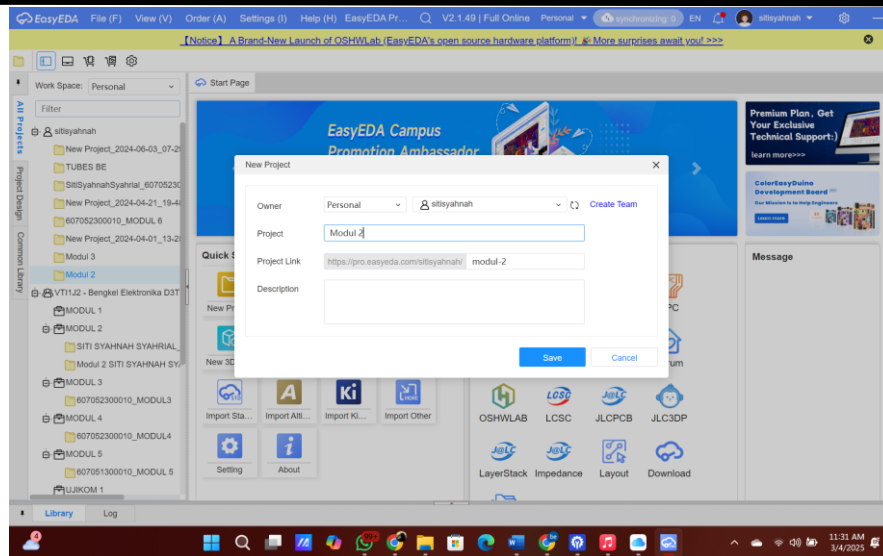 EasyEDA File (F) View (V) Order (A) Settings (I) Help (H) EasyEDA Pr... V2.1.49 | Full Online Personal synchronizing: 0 EN sitisyahnah
【Notice】 A Brand-New Launch of OSHWLab (EasyEDA's open source hardware platform)! 🎉 More surprises await you! >>>
Work Space: Personal
Start Page
All Projects
Project Design
Common Library
Filter
sitisyahnah
New Project_2024-06-03_07-2
TUBES BE
SitiSyahnahSyahrial_6070523
New Project_2024-04-21_19-4
607052300010_MODUL 6
New Project_2024-04-01_13-2
Modul 3
Modul 2
VTI1J2 - Bengkel Elektronika D3T
MODUL 1
MODUL 2
SITI SYAHNAH SYAHRIAL_
Modul 2 SITI SYAHNAH SY
MODUL 3
607052300010_MODUL3
MODUL 4
607052300010_MODUL4
MODUL 5
607051300010_MODUL 5
UJIKOM 1
EasyEDA Campus
Promotion Ambassador
Premium Plan, Get
Your Exclusive
Technical Support:)
learn more>>>
ColorEasyDuino
Development Board
Our Mission is to Help Engineers
Learn more
Message
New Project
Owner Personal sitisyahnah Create Team
Project Modul 2
Project Link https://pro.easyeda.com/sitisyahnah/ modul-2
Description
Save Cancel
Quick S
New Pr
New 3D
PC
um
Import Sta... Import Alti... Import Ki... Import Other
Setting About
OSHWLAB LCSC JLCPCB JLC3DP
LayerStack Impedance Layout Download
Library Log
99+
11:31 AM
3/4/2025